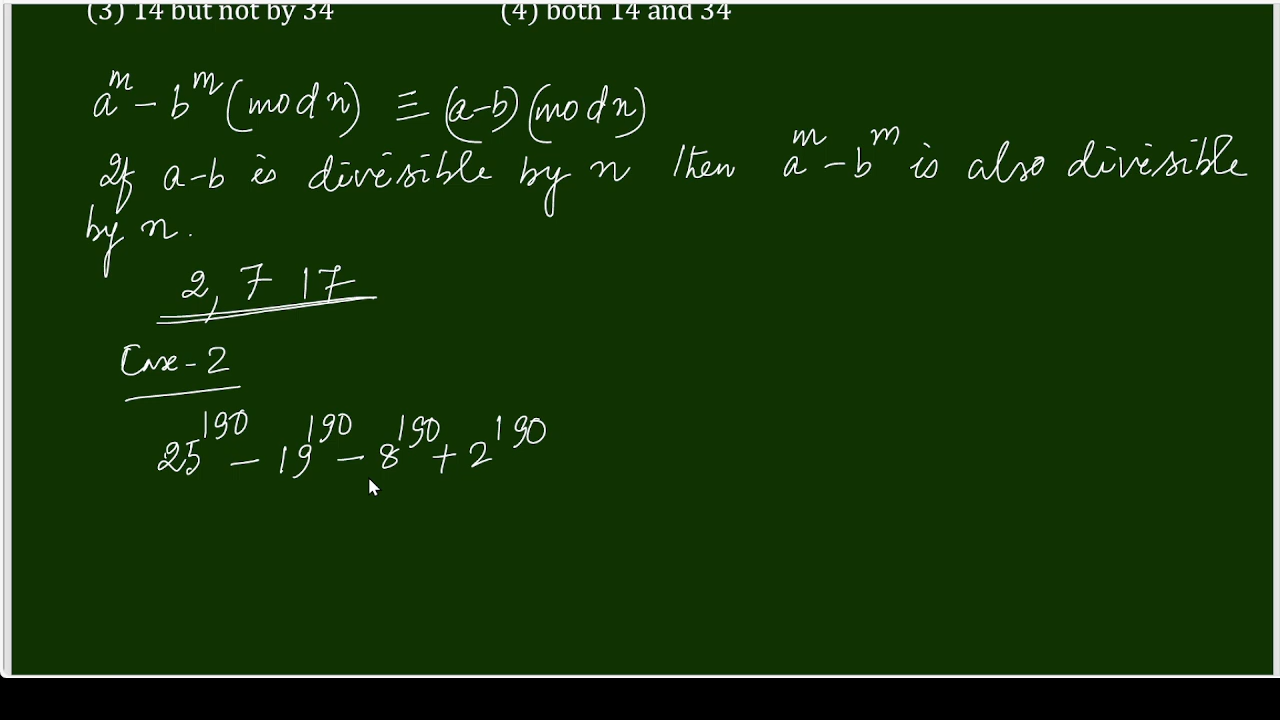 (3) 14 but not by 34 (4) both 14 and 34
a^m - b^m (mod n) ≡ (a-b) (mod n)
If a-b is divisible by n then a^m - b^m is also divisible
by n.
2, 7 17
Case - 2
25^190 - 19^190 - 8^190 + 2^190